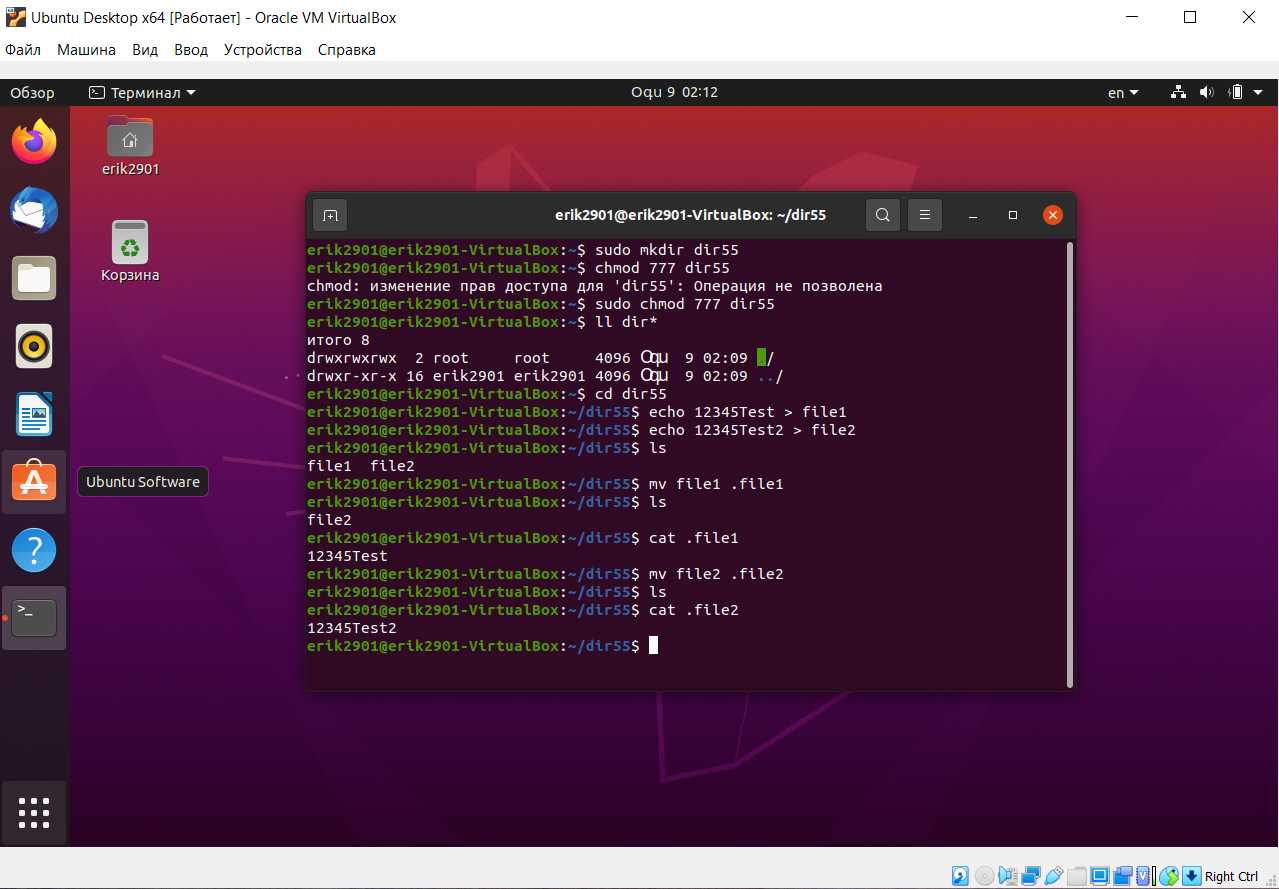 Ubuntu Desktop x64 [Работает] - Oracle VM VirtualBox
Файл Машина Вид Ввод Устройства Справка
Обзор Терминал Oqu 9 02:12 en
erik2901
Корзина
Ubuntu Software
erik2901@erik2901-VirtualBox: ~/dir55
erik2901@erik2901-VirtualBox:~$ sudo mkdir dir55
erik2901@erik2901-VirtualBox:~$ chmod 777 dir55
chmod: изменение прав доступа для 'dir55': Операция не позволена
erik2901@erik2901-VirtualBox:~$ sudo chmod 777 dir55
erik2901@erik2901-VirtualBox:~$ ll dir*
итого 8
drwxrwxrwx  2 root     root     4096 Oqu  9 02:09 ./
drwxr-xr-x 16 erik2901 erik2901 4096 Oqu  9 02:09 ../
erik2901@erik2901-VirtualBox:~$ cd dir55
erik2901@erik2901-VirtualBox:~/dir55$ echo 12345Test > file1
erik2901@erik2901-VirtualBox:~/dir55$ echo 12345Test2 > file2
erik2901@erik2901-VirtualBox:~/dir55$ ls
file1  file2
erik2901@erik2901-VirtualBox:~/dir55$ mv file1 .file1
erik2901@erik2901-VirtualBox:~/dir55$ ls
file2
erik2901@erik2901-VirtualBox:~/dir55$ cat .file1
12345Test
erik2901@erik2901-VirtualBox:~/dir55$ mv file2 .file2
erik2901@erik2901-VirtualBox:~/dir55$ ls
erik2901@erik2901-VirtualBox:~/dir55$ cat .file2
12345Test2
erik2901@erik2901-VirtualBox:~/dir55$
Right Ctrl